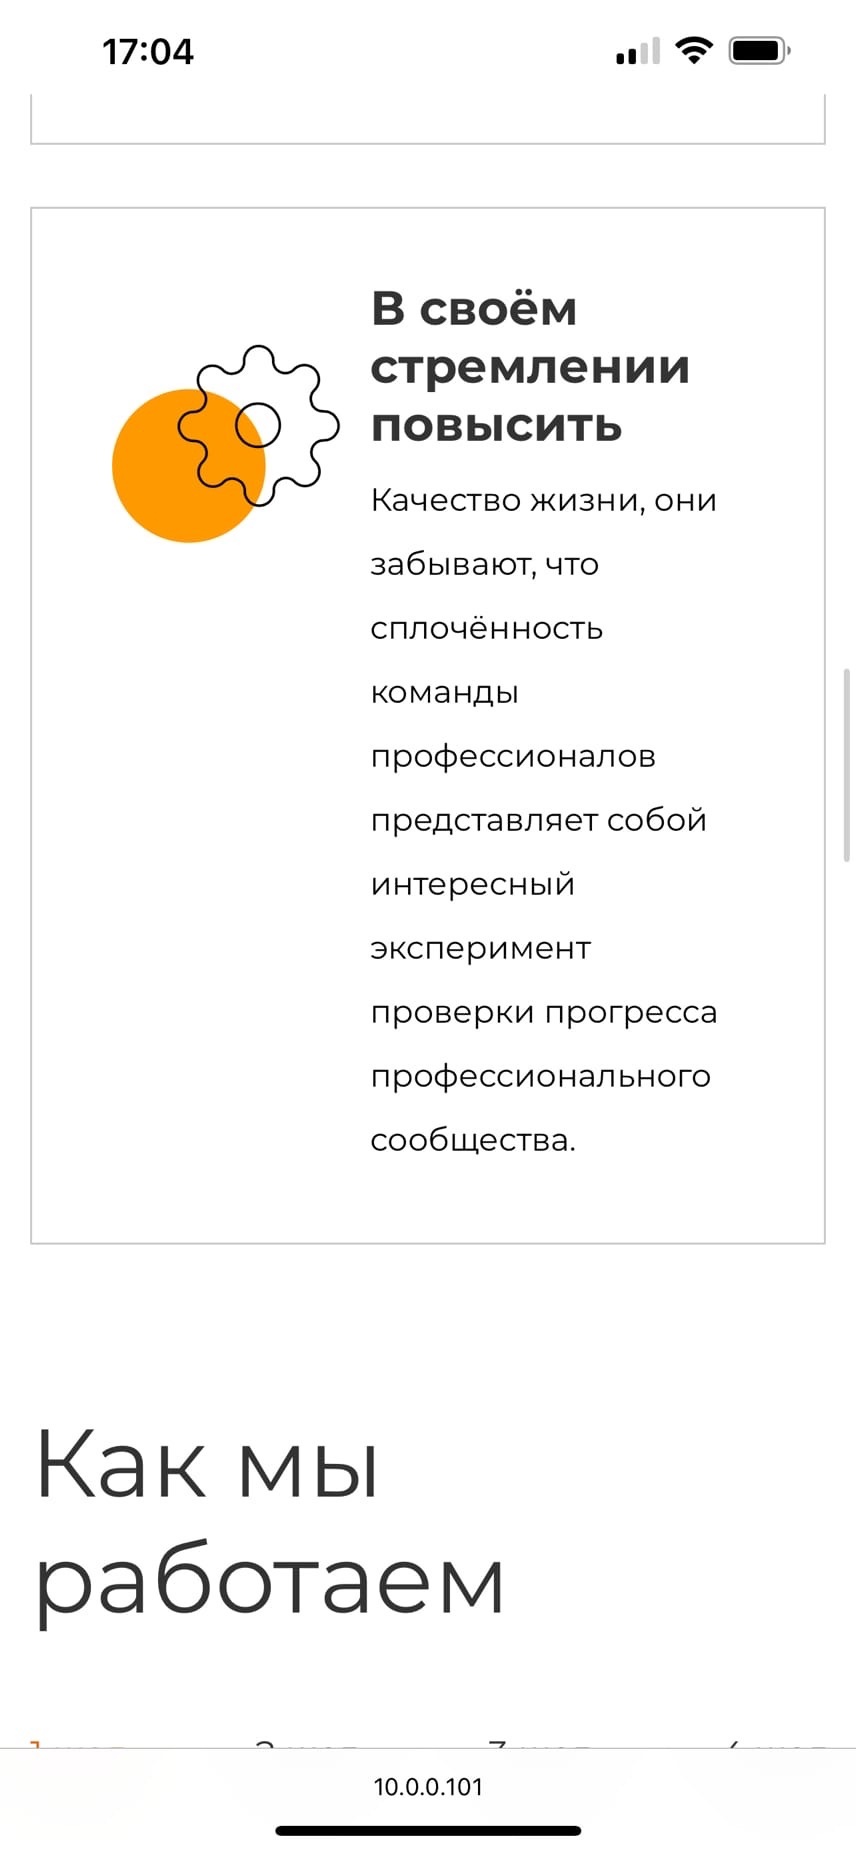 17:04
В своём
стремлении
повысить
Качество жизни, они
забывают, что
сплочённость
команды
профессионалов
представляет собой
интересный
эксперимент
проверки прогресса
профессионального
сообщества.
Как мы
работаем
10.0.0.101